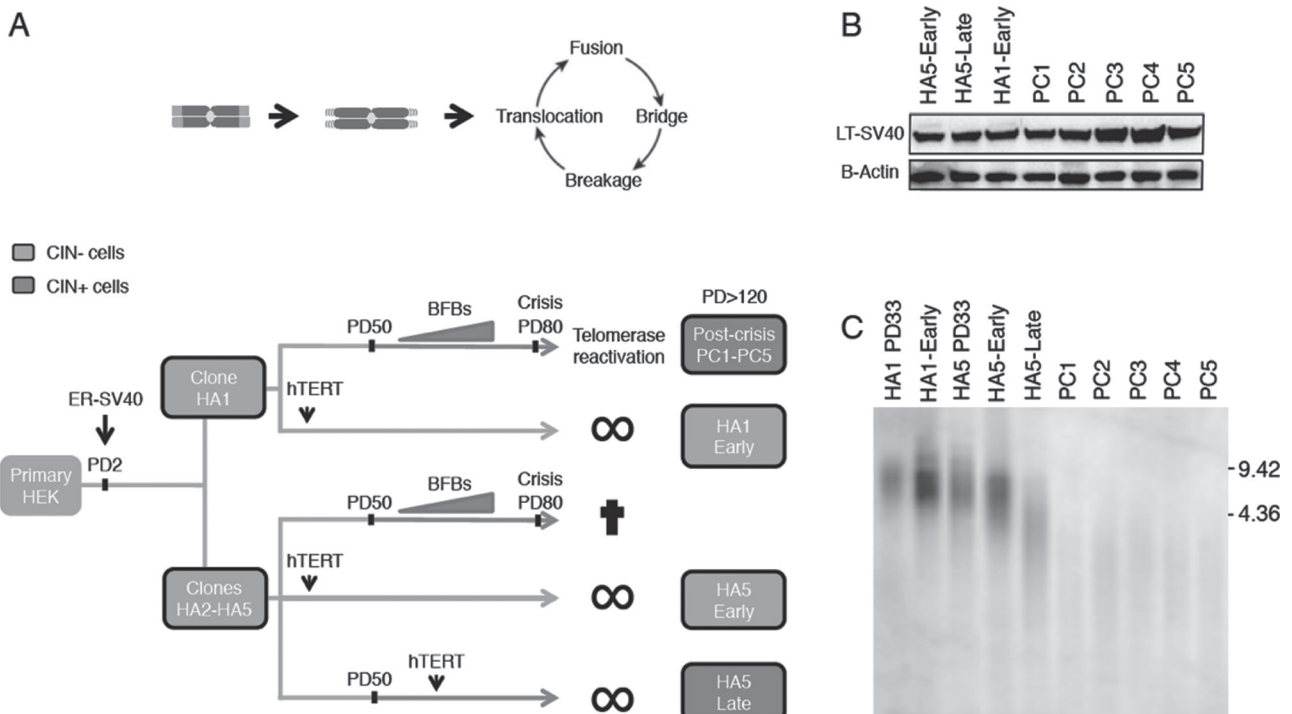 A
Fusion
Translocation
Bridge
Breakage
CIN- cells
CIN+ cells
Primary
HEK
ER-SV40
PD2
Clone
HA1
Clones
HA2-HA5
PD50
BFBs
Crisis
PD80
Telomerase
reactivation
PD>120
Post-crisis
PC1-PC5
hTERT
∞
HA1
Early
PD50
BFBs
Crisis
PD80
hTERT
∞
HA5
Early
PD50
hTERT
∞
HA5
Late
B
HA5-Early
HA5-Late
HA1-Early
PC1
PC2
PC3
PC4
PC5
LT-SV40
B-Actin
C
HA1 PD33
HA1-Early
HA5 PD33
HA5-Early
HA5-Late
PC1
PC2
PC3
PC4
PC5
-9.42
-4.36